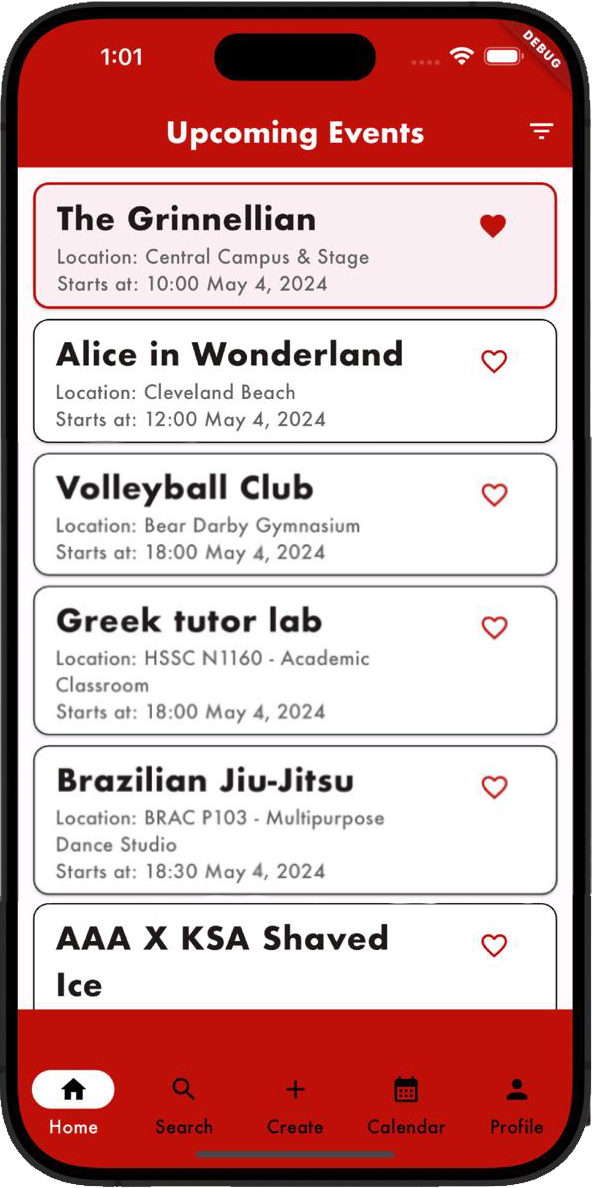 1:01
DEBUG
Upcoming Events
The Grinnellian
Location: Central Campus & Stage
Starts at: 10:00 May 4, 2024
Alice in Wonderland
Location: Cleveland Beach
Starts at: 12:00 May 4, 2024
Volleyball Club
Location: Bear Darby Gymnasium
Starts at: 18:00 May 4, 2024
Greek tutor lab
Location: HSSC N1160 - Academic
Classroom
Starts at: 18:00 May 4, 2024
Brazilian Jiu-Jitsu
Location: BRAC P103 - Multipurpose
Dance Studio
Starts at: 18:30 May 4, 2024
AAA X KSA Shaved
Ice
Home Search Create Calendar Profile